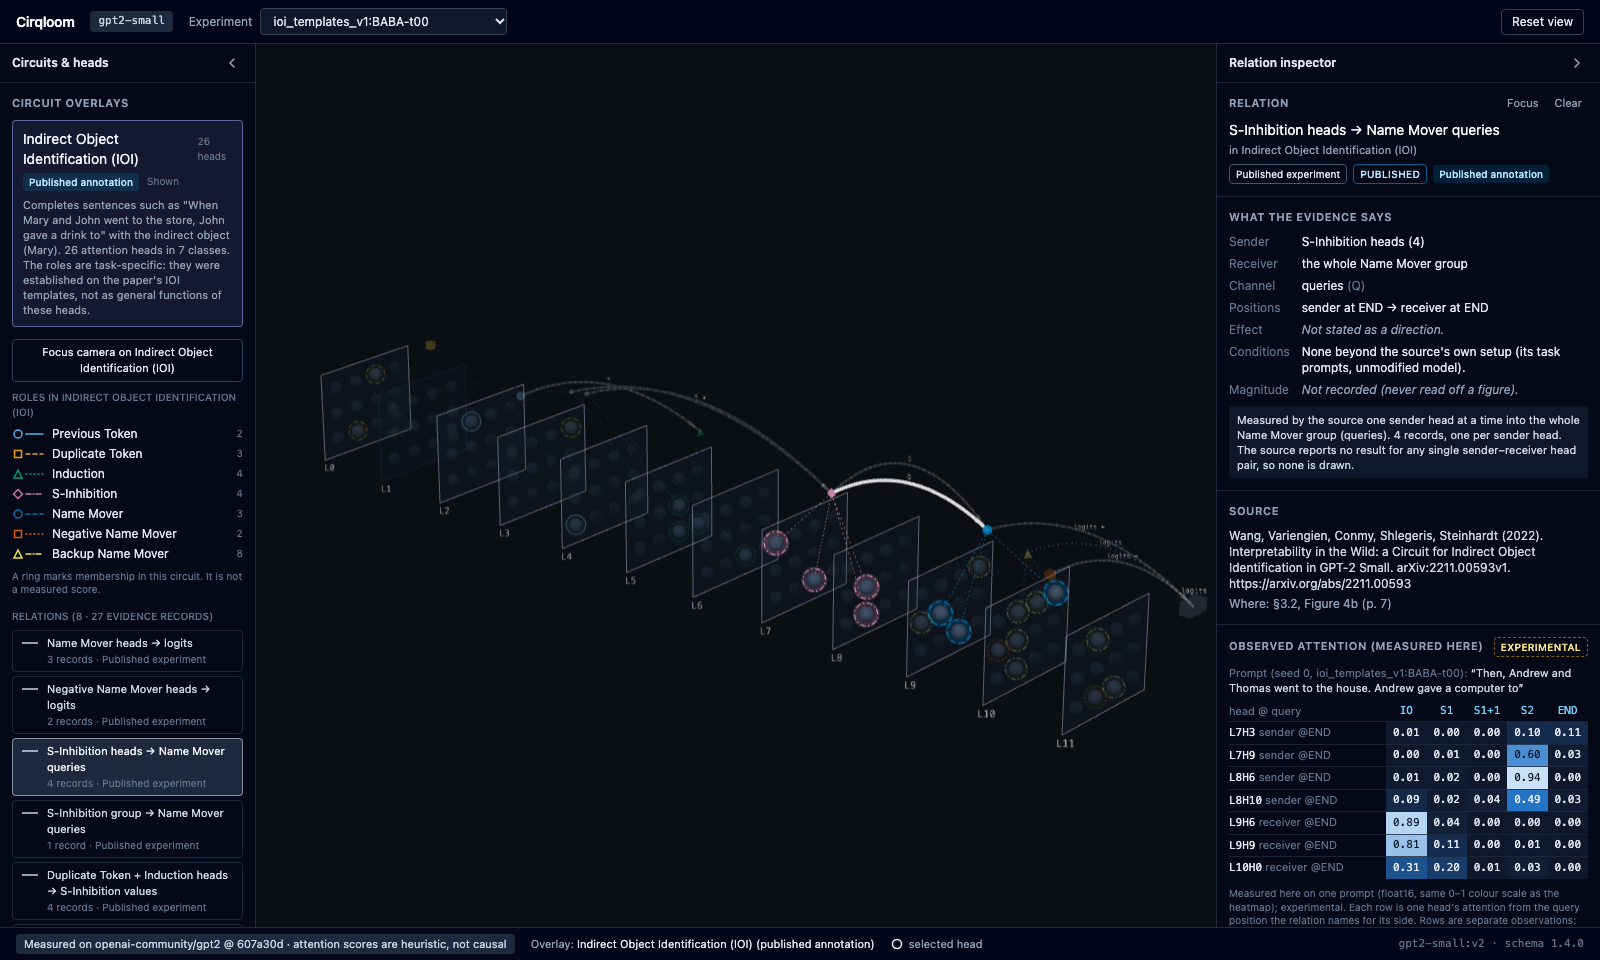 Cirqloom gpt2-small Experiment ioi_templates_v1:BABA-t00 Reset view
Circuits & heads
CIRCUIT OVERLAYS
Indirect Object
Identification (IOI)
26
heads
Published annotation Shown
Completes sentences such as "When
Mary and John went to the store, John
gave a drink to" with the indirect object
(Mary). 26 attention heads in 7 classes.
The roles are task-specific: they were
established on the paper's IOI
templates, not as general functions of
these heads.
Focus camera on Indirect Object
Identification (IOI)
ROLES IN INDIRECT OBJECT IDENTIFICATION
(IOI)
Previous Token 2
Duplicate Token 3
Induction 4
S-Inhibition 4
Name Mover 3
Negative Name Mover 2
Backup Name Mover 8
A ring marks membership in this circuit. It is not
a measured score.
RELATIONS (8 · 27 EVIDENCE RECORDS)
Name Mover heads → logits
3 records · Published experiment
Negative Name Mover heads →
logits
2 records · Published experiment
S-Inhibition heads → Name Mover
queries
4 records · Published experiment
S-Inhibition group → Name Mover
queries
1 record · Published experiment
Duplicate Token + Induction heads
→ S-Inhibition values
4 records · Published experiment
L0
L1
L2
L3
L4
L5
L6
L7
L8
L9
L10
L11
logits
logits
logits
logits
Relation inspector
RELATION Focus Clear
S-Inhibition heads → Name Mover queries
in Indirect Object Identification (IOI)
Published experiment PUBLISHED Published annotation
WHAT THE EVIDENCE SAYS
Sender S-Inhibition heads (4)
Receiver the whole Name Mover group
Channel queries (Q)
Positions sender at END → receiver at END
Effect Not stated as a direction.
Conditions None beyond the source's own setup (its task
prompts, unmodified model).
Magnitude Not recorded (never read off a figure).
Measured by the source one sender head at a time into the whole
Name Mover group (queries). 4 records, one per sender head.
The source reports no result for any single sender–receiver head
pair, so none is drawn.
SOURCE
Wang, Variengien, Conmy, Shlegeris, Steinhardt (2022).
Interpretability in the Wild: a Circuit for Indirect Object
Identification in GPT-2 Small. arXiv:2211.00593v1.
https://arxiv.org/abs/2211.00593
Where: §3.2, Figure 4b (p. 7)
OBSERVED ATTENTION (MEASURED HERE) EXPERIMENTAL
Prompt (seed 0, ioi_templates_v1:BABA-t00): “Then, Andrew and
Thomas went to the house. Andrew gave a computer to”
head @ query IO S1 S1+1 S2 END
L7H3 sender @END 0.01 0.00 0.00 0.10 0.11
L7H9 sender @END 0.00 0.01 0.00 0.60 0.03
L8H6 sender @END 0.01 0.02 0.00 0.94 0.00
L8H10 sender @END 0.09 0.02 0.04 0.49 0.03
L9H6 receiver @END 0.89 0.04 0.00 0.00 0.00
L9H9 receiver @END 0.81 0.11 0.00 0.01 0.00
L10H0 receiver @END 0.31 0.20 0.01 0.03 0.00
Measured here on one prompt (float16, same 0–1 colour scale as the
heatmap); experimental. Each row is one head's attention from the query
position the relation names for its side. Rows are separate observations:
Measured on openai-community/gpt2 @ 607a30d · attention scores are heuristic, not causal
Overlay: Indirect Object Identification (IOI) (published annotation) selected head
gpt2-small:v2 · schema 1.4.0